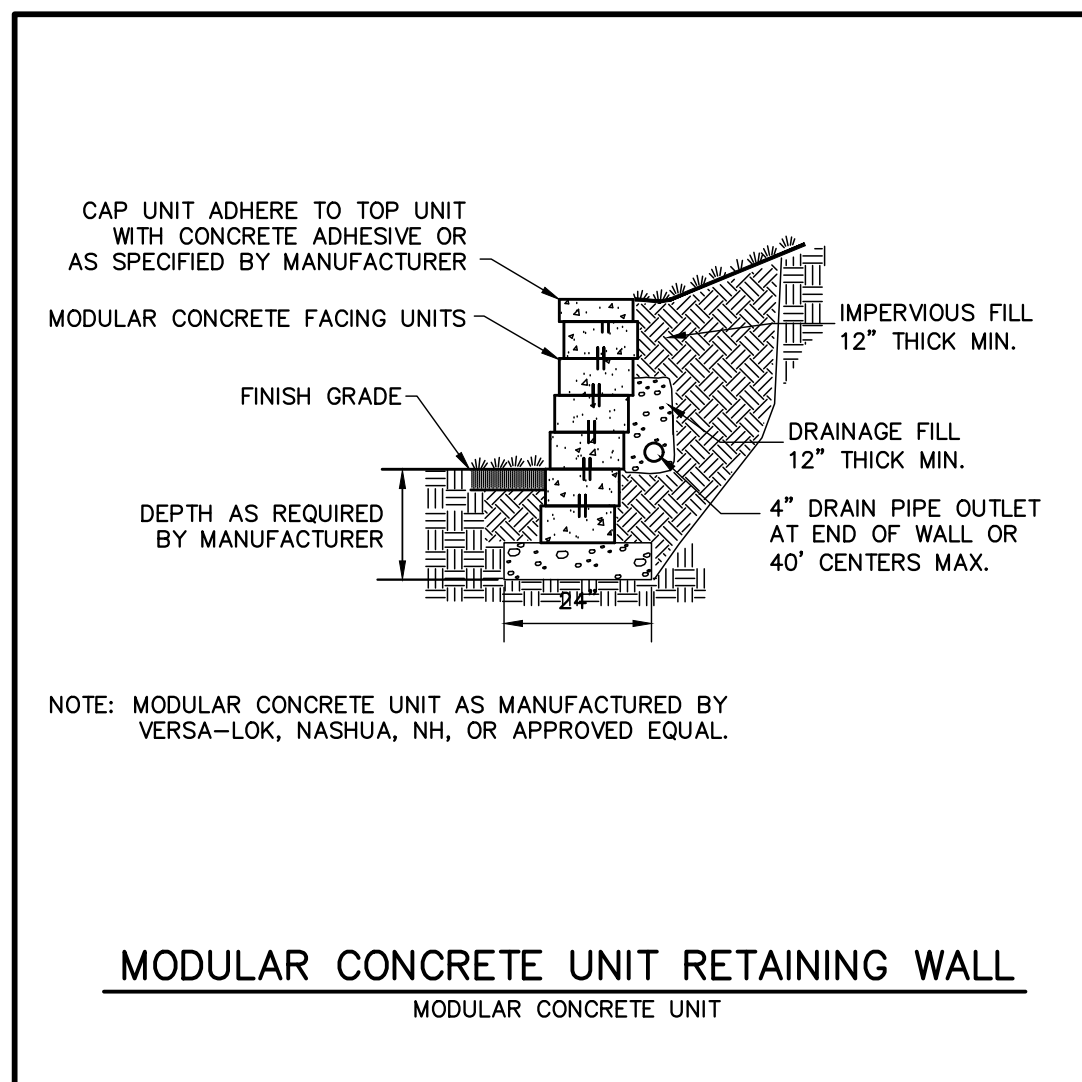 CAP UNIT ADHERE TO TOP UNIT
WITH CONCRETE ADHESIVE OR
AS SPECIFIED BY MANUFACTURER
MODULAR CONCRETE FACING UNITS
FINISH GRADE
DEPTH AS REQUIRED
BY MANUFACTURER
IMPERVIOUS FILL
12" THICK MIN.
DRAINAGE FILL
12" THICK MIN.
4" DRAIN PIPE OUTLET
AT END OF WALL OR
40' CENTERS MAX.
24"
NOTE: MODULAR CONCRETE UNIT AS MANUFACTURED BY
VERSA-LOK, NASHUA, NH, OR APPROVED EQUAL.
MODULAR CONCRETE UNIT RETAINING WALL
MODULAR CONCRETE UNIT